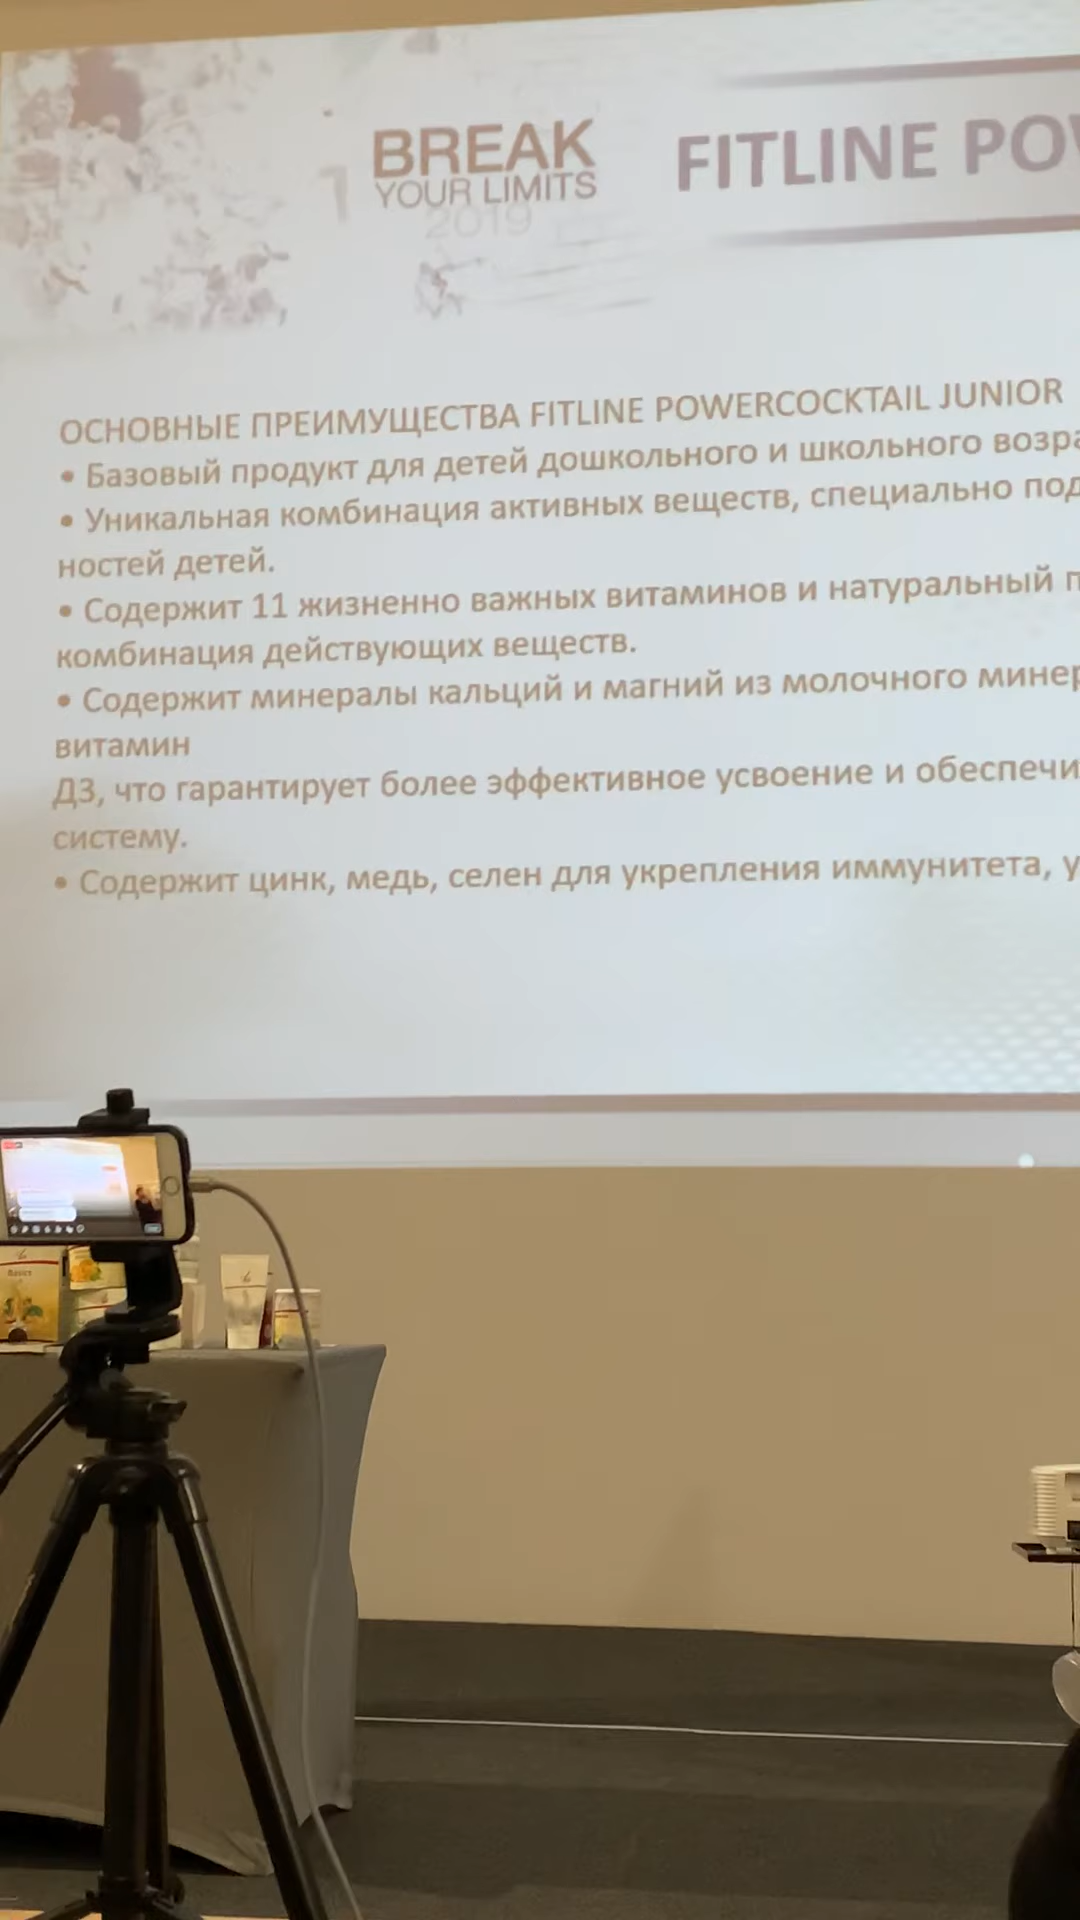 BREAK
YOUR LIMITS
2019
FITLINE
ОСНОВНЫЕ ПРЕИМУЩЕСТВА FITLINE POWERCOCKTAIL JUNIOR
• Базовый продукт для детей дошкольного и школьного
• Уникальная комбинация активных веществ, специально
ностей детей.
• Содержит 11 жизненно важных витаминов и натуральный
комбинация действующих веществ.
• Содержит минералы кальций и магний из молочного
витамин
Д3, что гарантирует более эффективное усвоение и
систему.
• Содержит цинк, медь, селен для укрепления иммунитета,
Basics